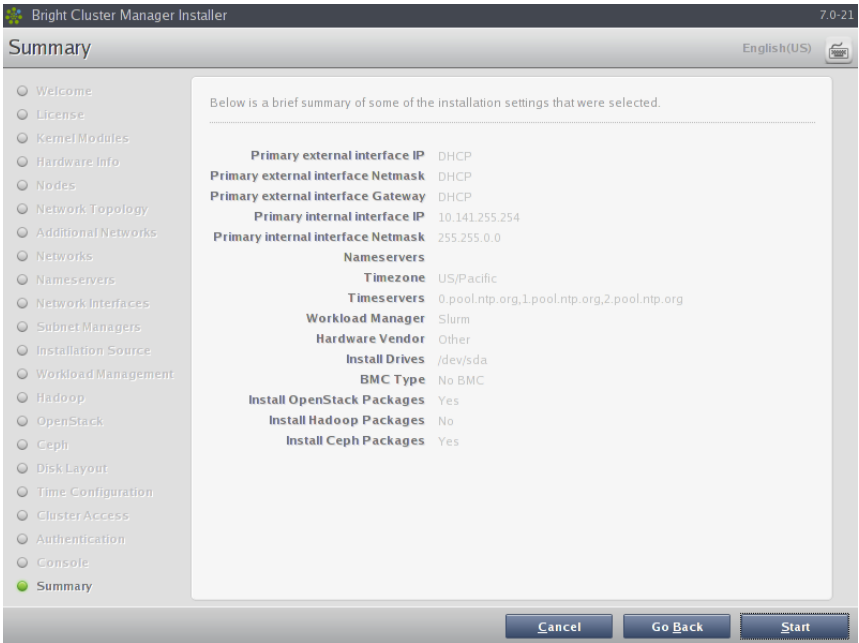 Bright Cluster Manager Installer 7.0-21
Summary English(US)
Welcome
License
Kernel Modules
Hardware Info
Nodes
Network Topology
Additional Networks
Networks
Nameservers
Network Interfaces
Subnet Managers
Installation Source
Workload Management
Hadoop
OpenStack
Ceph
Disk Layout
Time Configuration
Cluster Access
Authentication
Console
Summary
Below is a brief summary of some of the installation settings that were selected.
Primary external interface IP DHCP
Primary external interface Netmask DHCP
Primary external interface Gateway DHCP
Primary internal interface IP 10.141.255.254
Primary internal interface Netmask 255.255.0.0
Nameservers
Timezone US/Pacific
Timeservers 0.pool.ntp.org,1.pool.ntp.org,2.pool.ntp.org
Workload Manager Slurm
Hardware Vendor Other
Install Drives /dev/sda
BMC Type No BMC
Install OpenStack Packages Yes
Install Hadoop Packages No
Install Ceph Packages Yes
Cancel Go Back Start